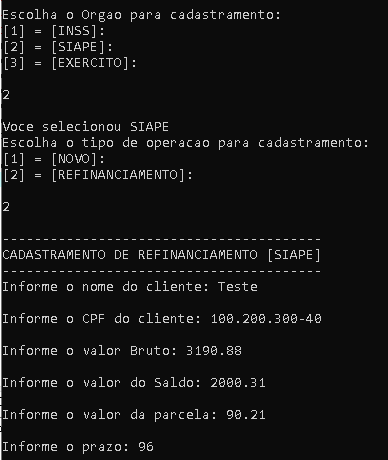 Escolha o Orgao para cadastramento:
[1] = [INSS]:
[2] = [SIAPE]:
[3] = [EXERCITO]:
2
Voce selecionou SIAPE
Escolha o tipo de operacao para cadastramento:
[1] = [NOVO]:
[2] = [REFINANCIAMENTO]:
2
----------------------------------------
CADASTRAMENTO DE REFINANCIAMENTO [SIAPE]
----------------------------------------
Informe o nome do cliente: Teste
Informe o CPF do cliente: 100.200.300-40
Informe o valor Bruto: 3190.88
Informe o valor do Saldo: 2000.31
Informe o valor da parcela: 90.21
Informe o prazo: 96